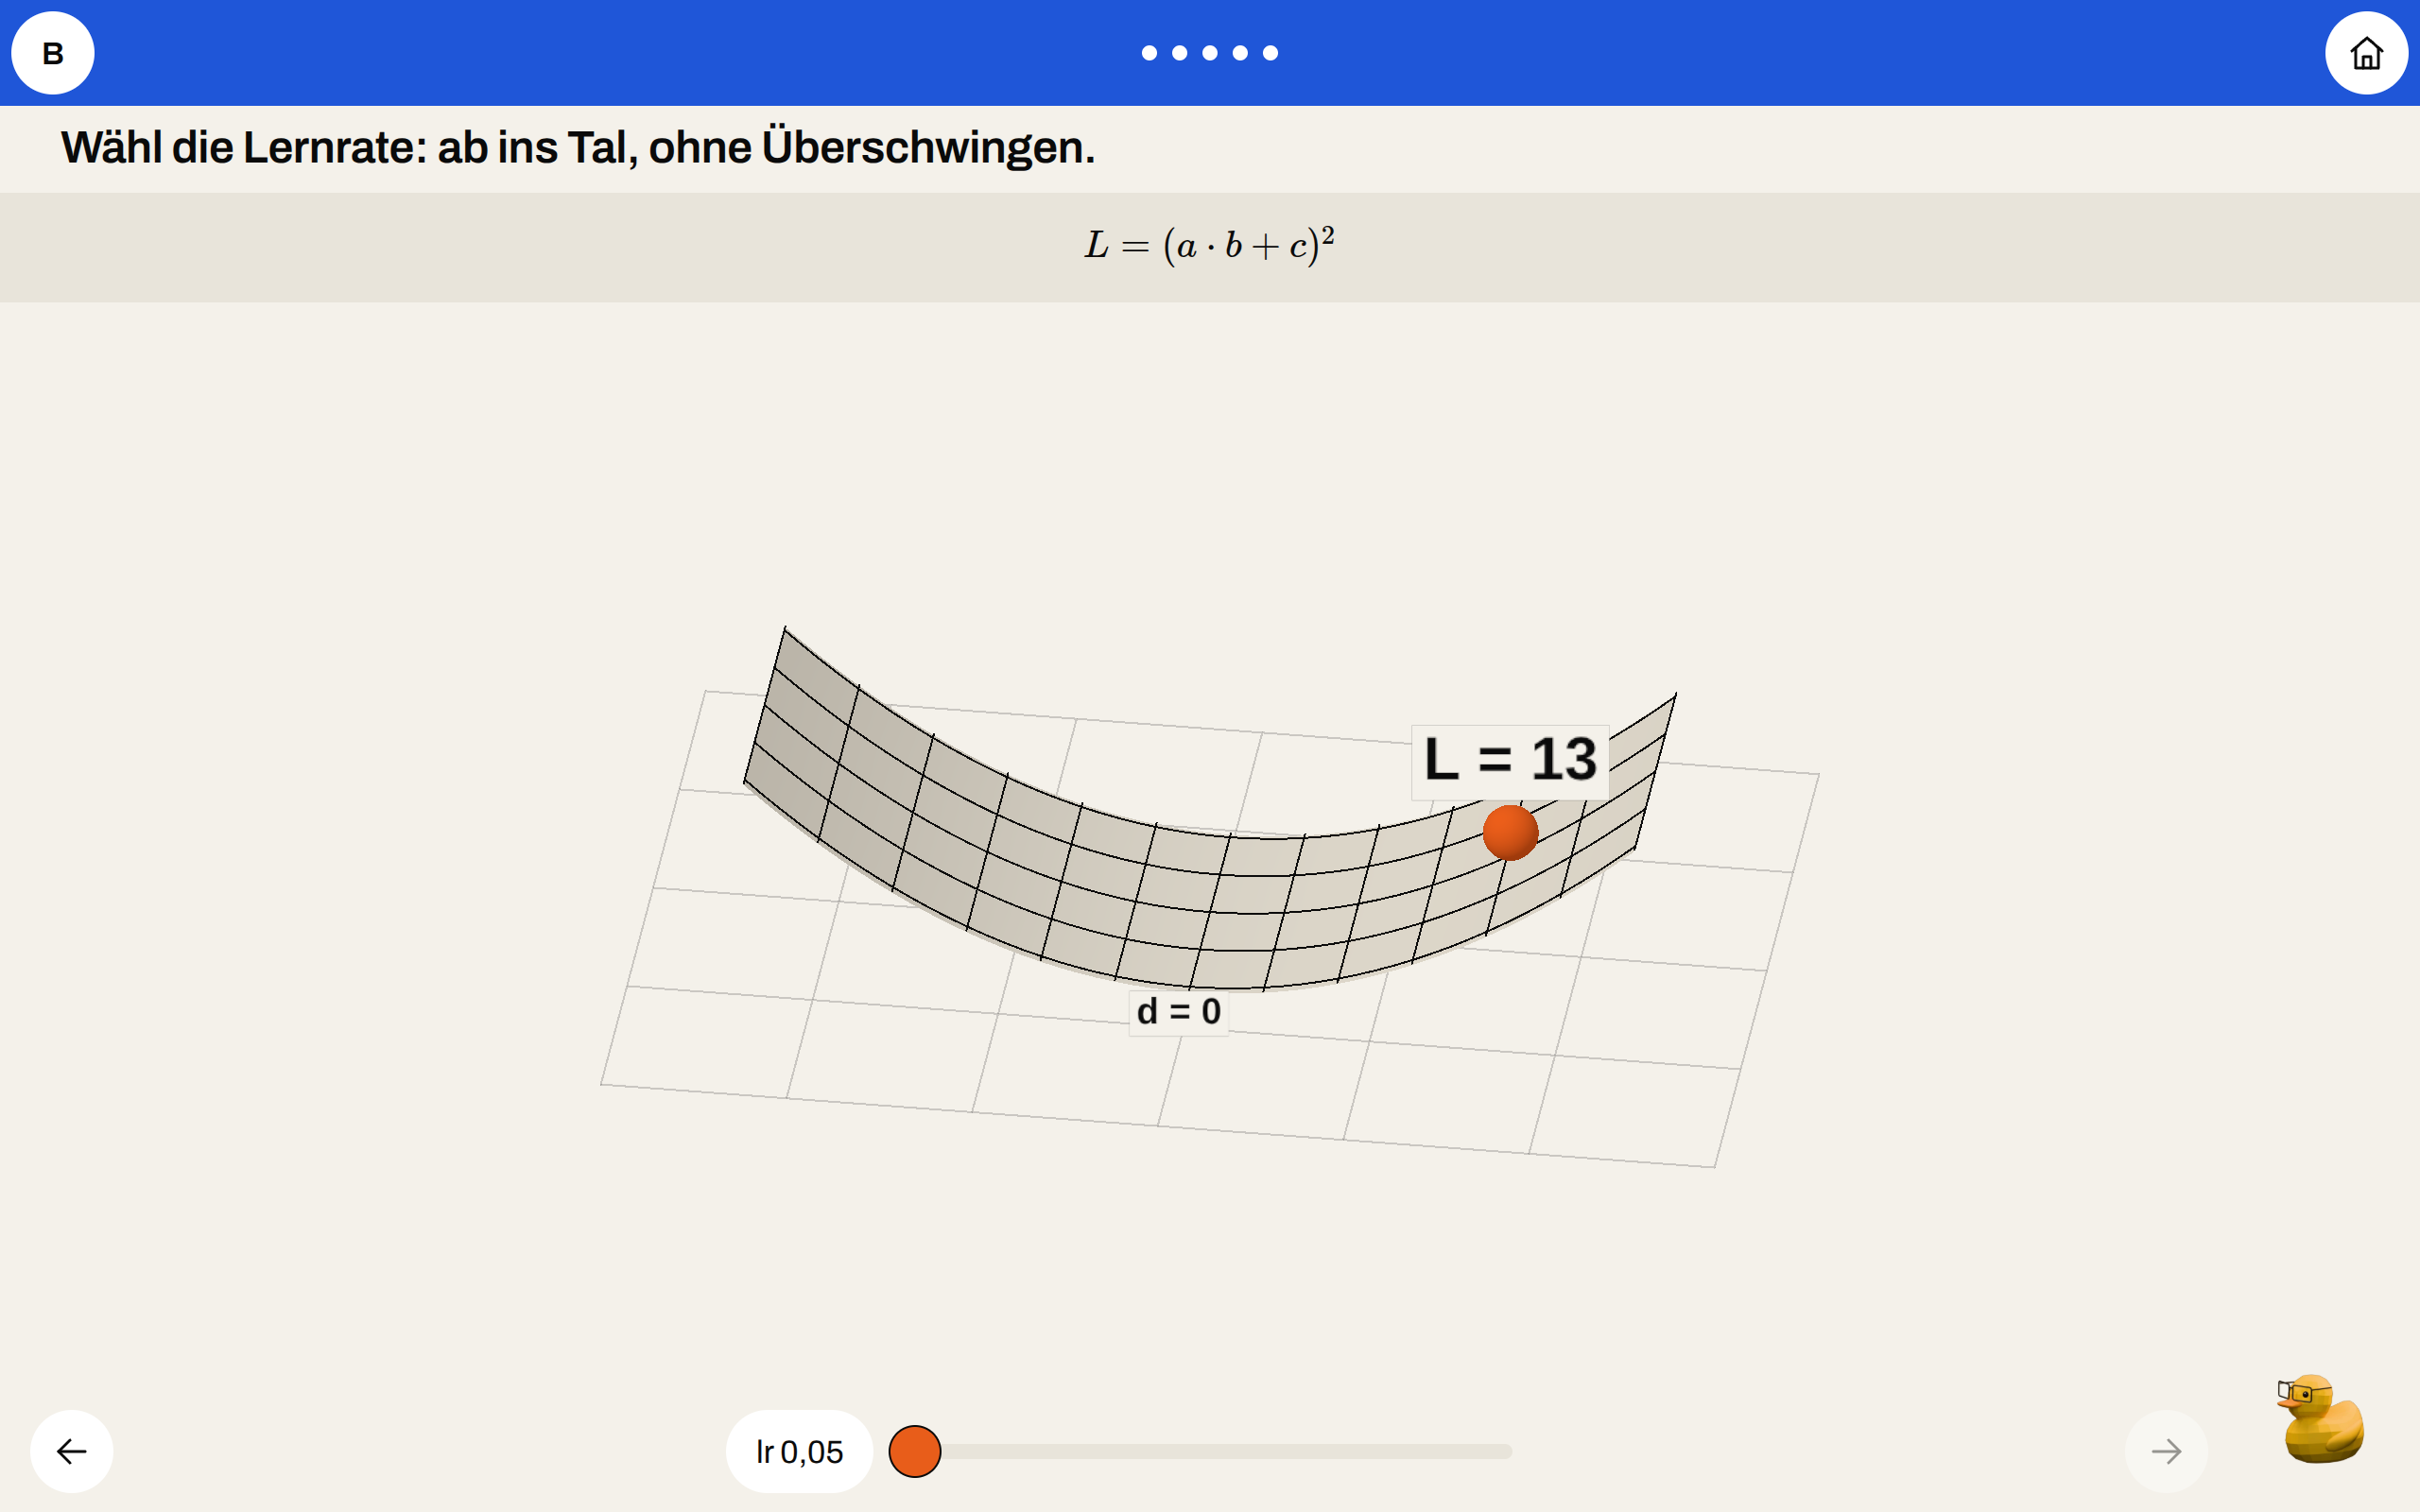 B
Wähl die Lernrate: ab ins Tal, ohne Überschwingen.
L = (a · b + c)²
L = 13
d = 0
lr 0,05